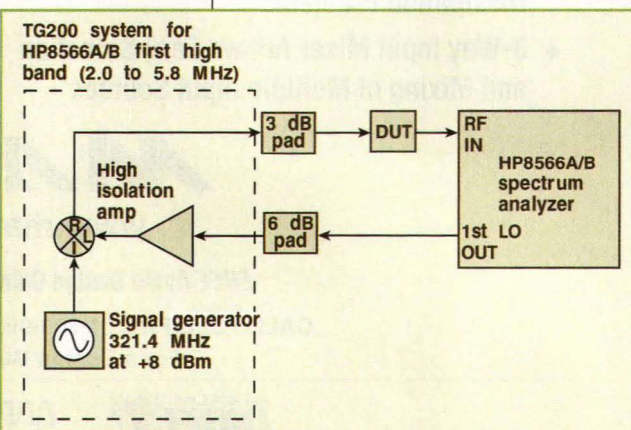 TG200 system for
HP8566A/B first high
band (2.0 to 5.8 MHz)
3 dB
pad
DUT
RF
IN
HP8566A/B
spectrum
analyzer
1st LO
OUT
High
isolation
amp
6 dB
pad
R
L
I
Signal generator
321.4 MHz
at +8 dBm